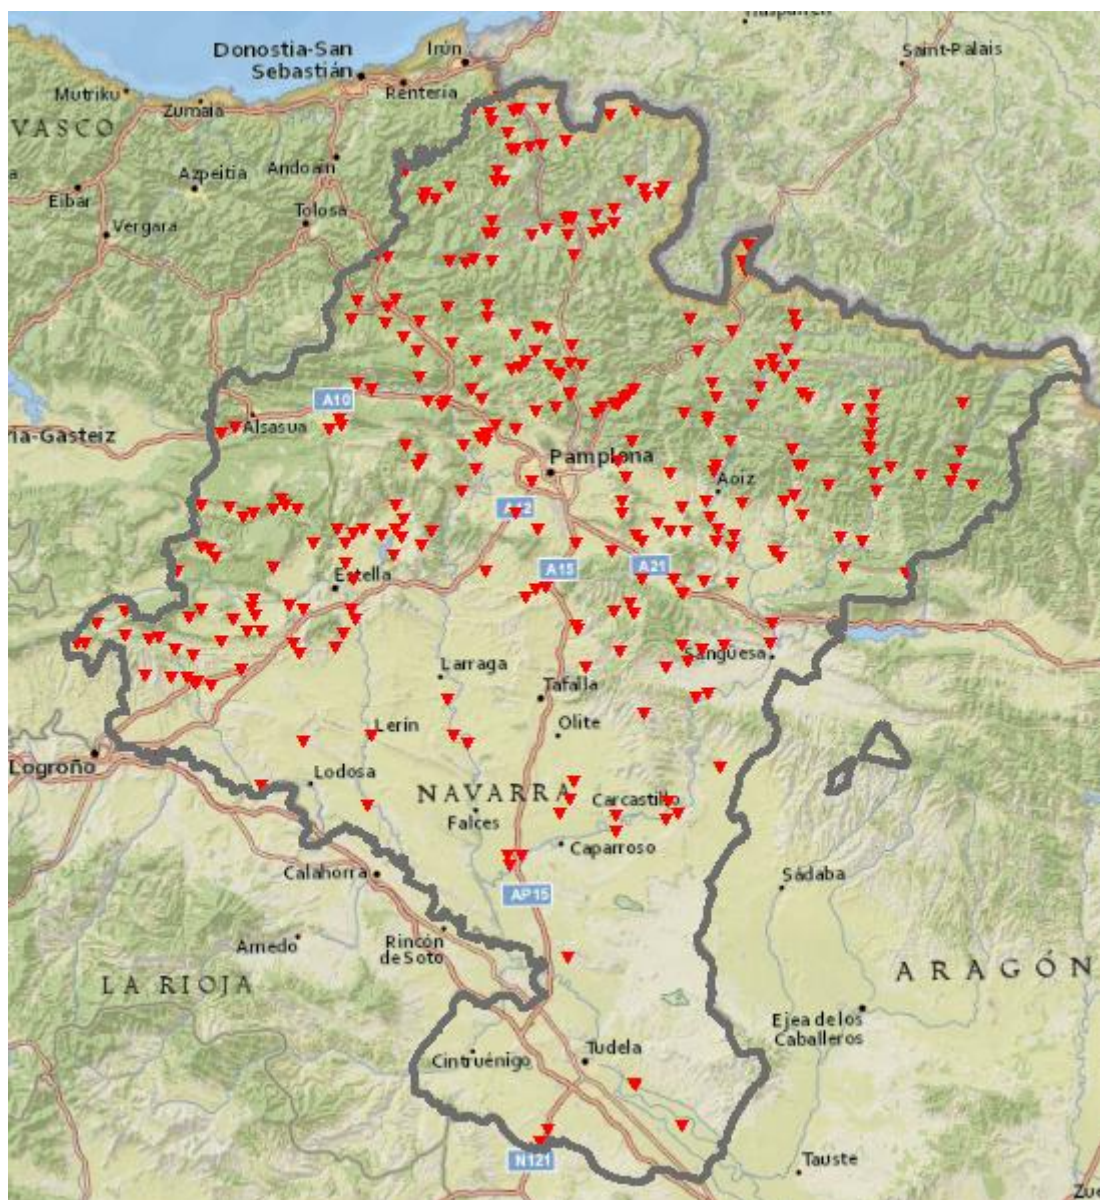 Donostia-San
Sebastián
Irún
Renteria
Saint-Palais
Mutriku
Zumaia
VASCO
Azpeitia
Andoain
Eibar
Tolosa
Vergara
A10
Alsasua
ria-Gasteiz
Pamplona
Aoiz
A12
A15
A21
Estella
Larraga
Sangüesa
Tafalla
Lerín
Olite
Logroño
Lodosa
NAVARRA
Carcastillo
Falces
Caparroso
Calahorra
Sádaba
AP15
Arnedo
Rincón
de Soto
ARAGÓN
LA RIOJA
Ejea de los
Caballeros
Tudela
Cintruénigo
N121
Tauste